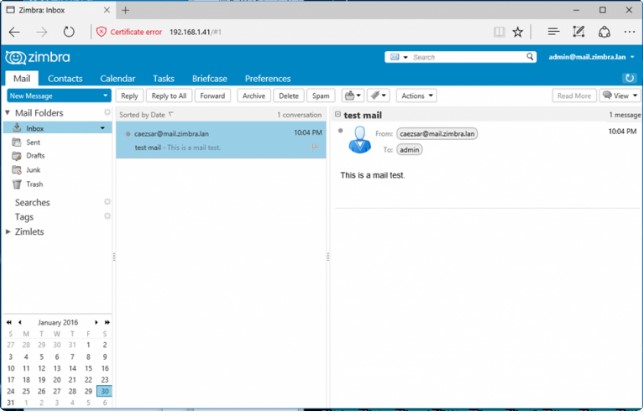 Zimbra: Inbox
Certificate error 192.168.1.41/#1
zimbra
Search
admin@mail.zimbra.lan
Mail Contacts Calendar Tasks Briefcase Preferences
New Message Reply Reply to All Forward Archive Delete Spam Actions Read More View
Mail Folders
Inbox
Sent
Drafts
Junk
Trash
Searches
Tags
Zimlets
January 2016
S M T W T F S
27 28 29 30 31 1 2
3 4 5 6 7 8 9
10 11 12 13 14 15 16
17 18 19 20 21 22 23
24 25 26 27 28 29 30
31 1 2 3 4 5 6
Sorted by Date 1 conversation
caezsar@mail.zimbra.lan 10:04 PM
test mail - This is a mail test.
test mail 1 message
From: caezsar@mail.zimbra.lan 10:04 PM
To: admin
This is a mail test.